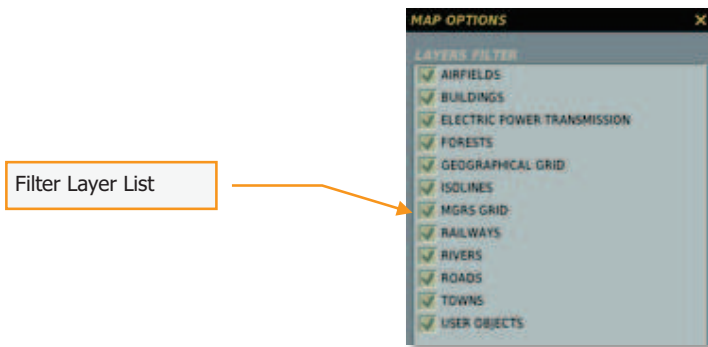 MAP OPTIONS
LAYERS FILTER
AIRFIELDS
BUILDINGS
ELECTRIC POWER TRANSMISSION
FORESTS
GEOGRAPHICAL GRID
ISOLINES
MGRS GRID
RAILWAYS
RIVERS
ROADS
TOWNS
USER OBJECTS
Filter Layer List